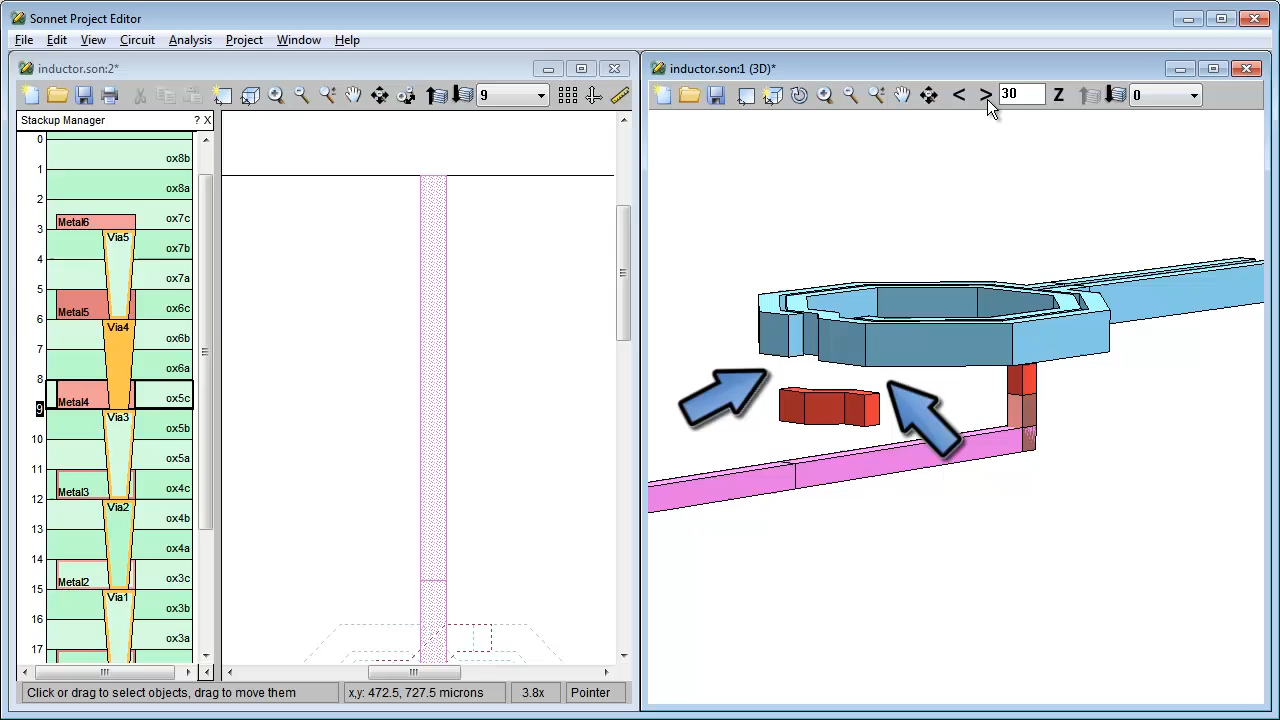 Sonnet Project Editor
File Edit View Circuit Analysis Project Window Help
inductor.son:2*
9
Stackup Manager ? X
0
ox8b
1
ox8a
2
Metal6 ox7c
3
Via5 ox7b
4
ox7a
5
Metal5 ox6c
6
Via4 ox6b
7
ox6a
8
Metal4 ox5c
9
Via3 ox5b
10
ox5a
11
Metal3 ox4c
12
Via2 ox4b
13
ox4a
14
Metal2 ox3c
15
Via1 ox3b
16
ox3a
17
Click or drag to select objects, drag to move them x,y: 472.5, 727.5 microns 3.8x Pointer
inductor.son:1 (3D)*
< > 30 Z 0